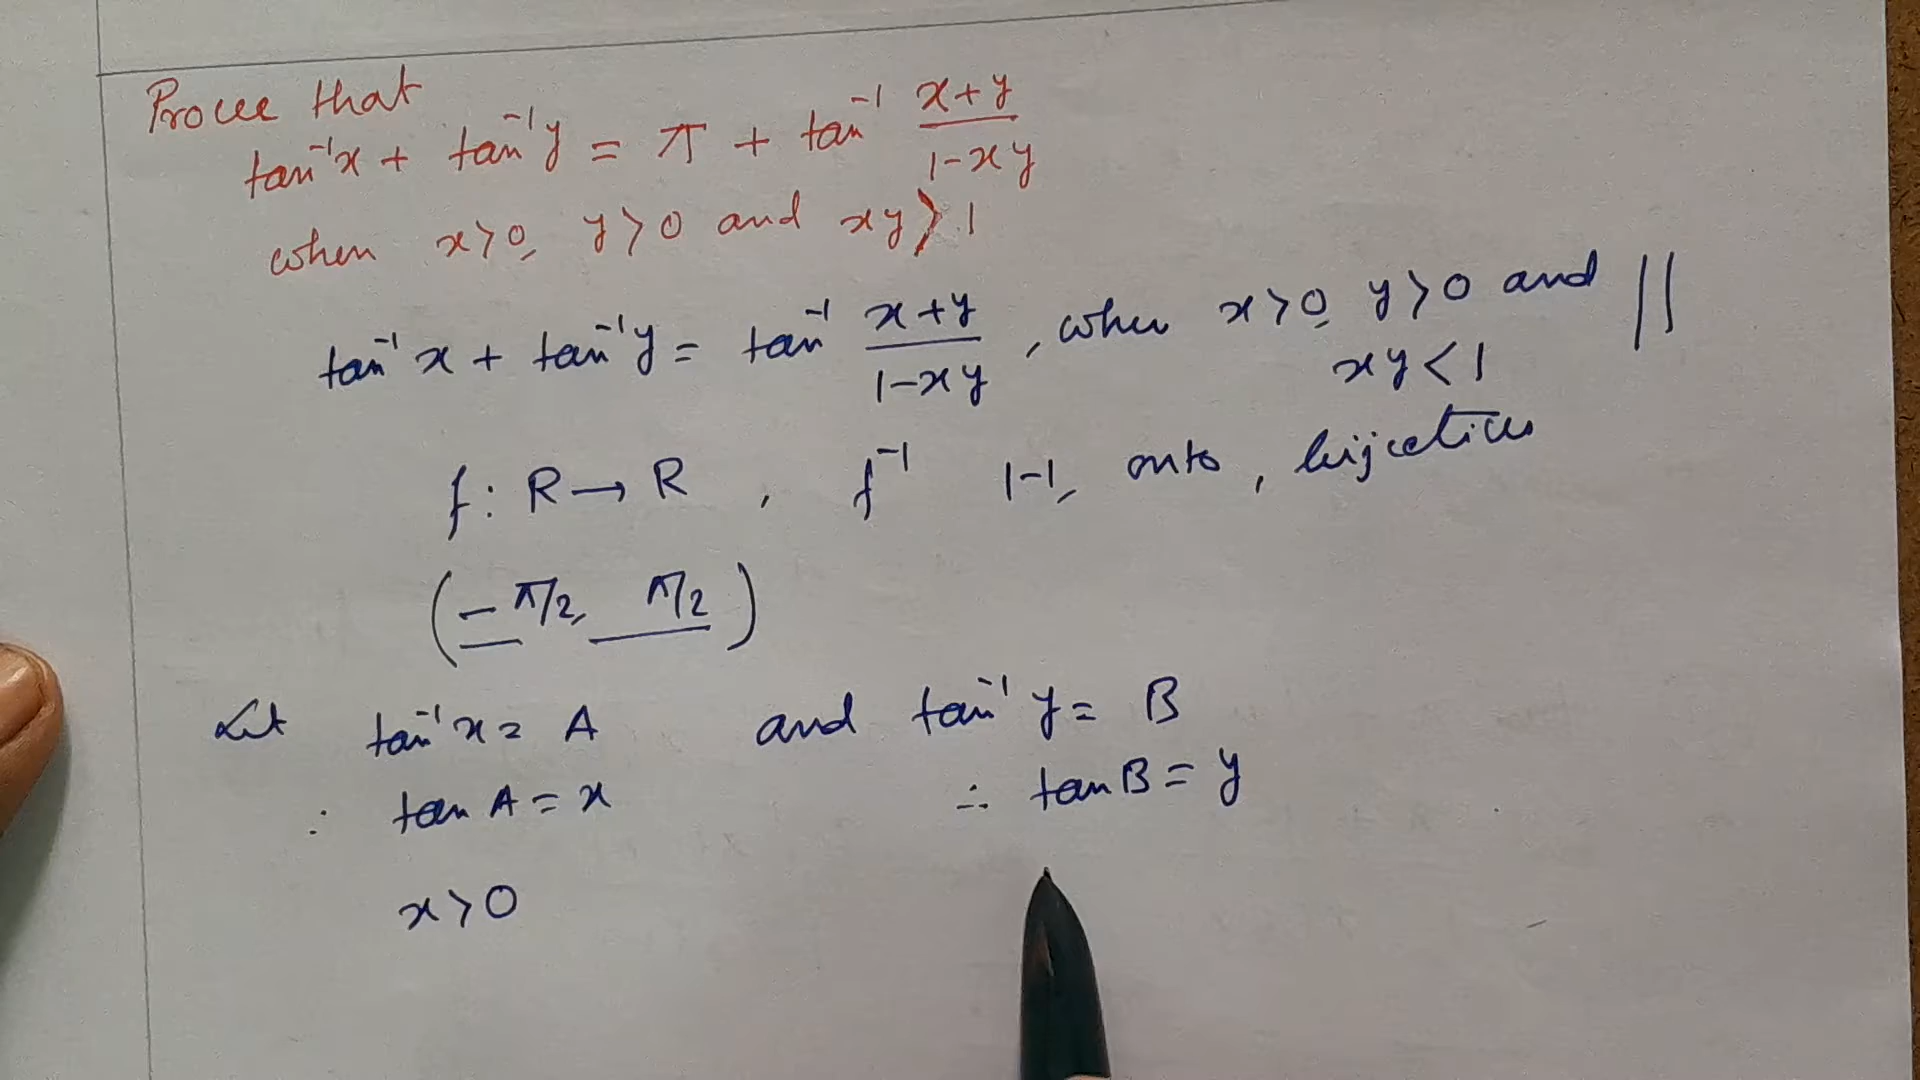 Prove that
tan⁻¹x + tan⁻¹y = π + tan⁻¹ (x+y)/(1-xy)
when x>0, y>0 and xy>1
tan⁻¹x + tan⁻¹y = tan⁻¹ (x+y)/(1-xy), when x>0, y>0 and ||
xy<1
f: R→R , f⁻¹ 1-1, onto, bijective
(-π/2, π/2)
Let tan⁻¹x = A and tan⁻¹y = B
∴ tan A = x ∴ tan B = y
x>0